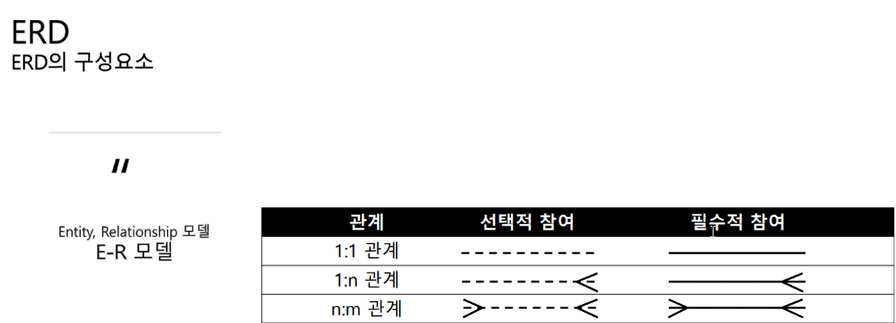 ERD
ERD의 구성요소
"
Entity, Relationship 모델
E-R 모델
관계 선택적 참여 필수적 참여
1:1 관계
1:n 관계
n:m 관계